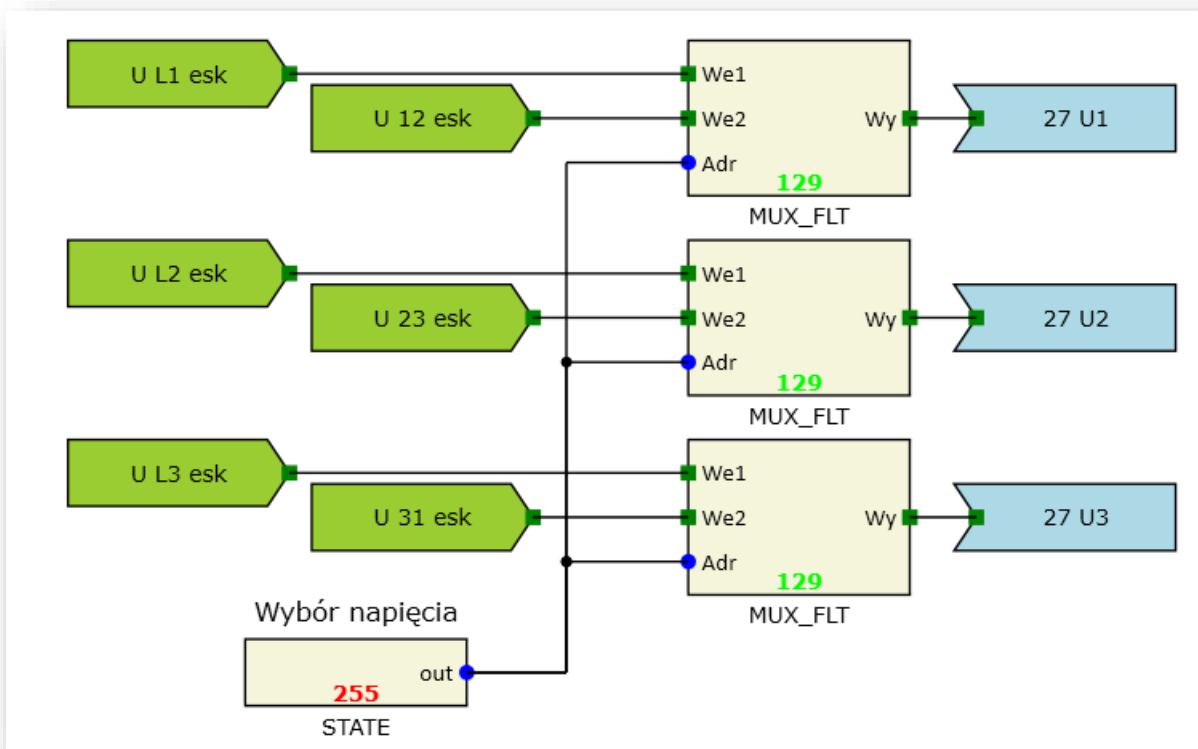 U L1 esk
We1
U 12 esk
We2
Wy
27 U1
Adr
129
MUX_FLT
U L2 esk
We1
U 23 esk
We2
Wy
27 U2
Adr
129
MUX_FLT
U L3 esk
We1
U 31 esk
We2
Wy
27 U3
Adr
129
MUX_FLT
Wybór napięcia
out
255
STATE